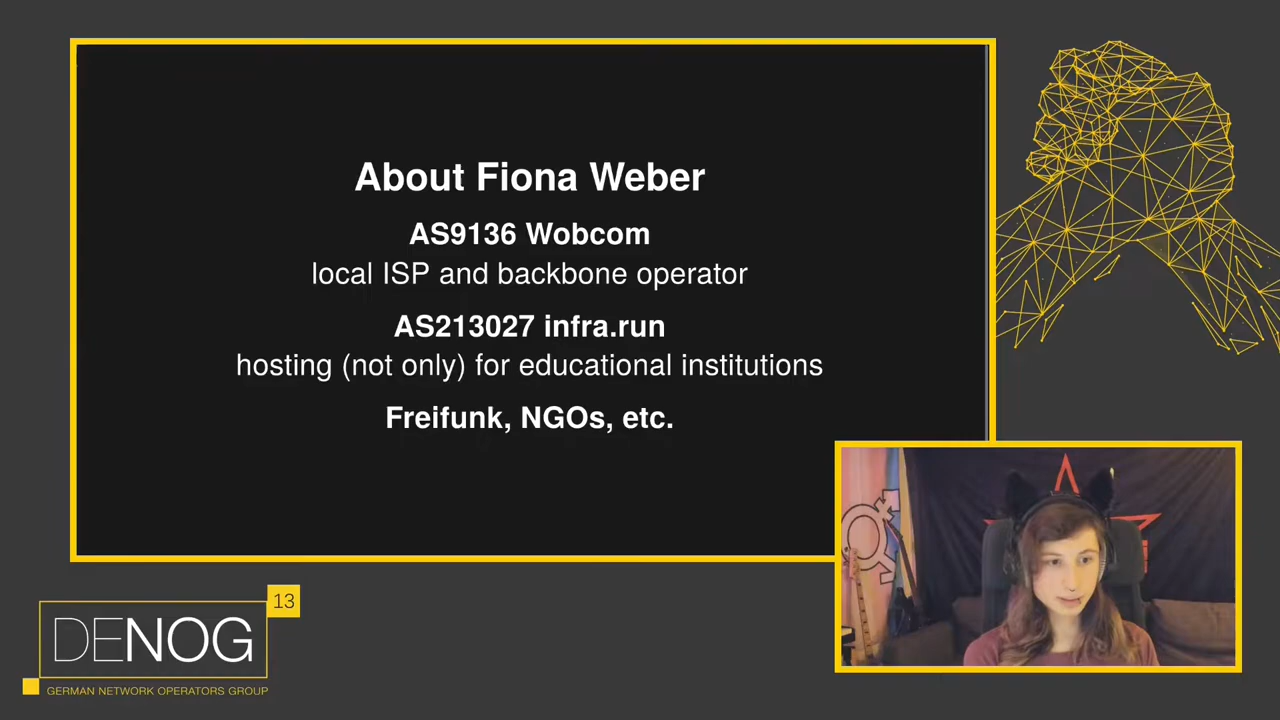 About Fiona Weber
AS9136 Wobcom
local ISP and backbone operator
AS213027 infra.run
hosting (not only) for educational institutions
Freifunk, NGOs, etc.
13
DENOG
GERMAN NETWORK OPERATORS GROUP